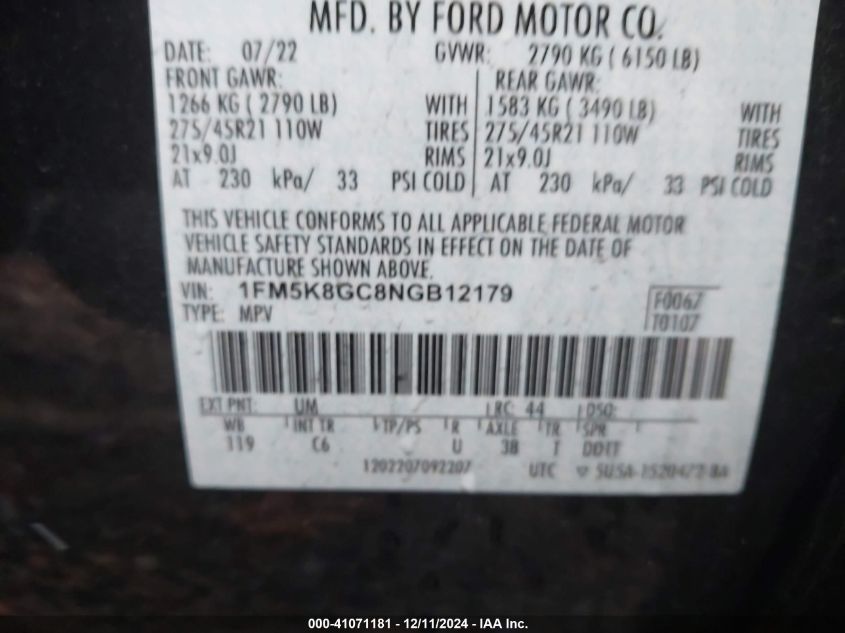 MFD. BY FORD MOTOR CO.
DATE: 07/22 GVWR: 2790 KG ( 6150 LB)
FRONT GAWR: REAR GAWR:
1266 KG ( 2790 LB) WITH 1583 KG ( 3490 LB) WITH
275/45R21 110W TIRES 275/45R21 110W TIRES
21x9.0J RIMS 21x9.0J RIMS
AT 230 kPa/ 33 PSI COLD AT 230 kPa/ 33 PSI COLD
THIS VEHICLE CONFORMS TO ALL APPLICABLE FEDERAL MOTOR
VEHICLE SAFETY STANDARDS IN EFFECT ON THE DATE OF
MANUFACTURE SHOWN ABOVE.
VIN: 1FM5K8GC8NGB12179 F0067
TYPE: MPV T0107
EXT PNT: UM RC: 44 DSO:
WB INT TR TP/PS R AXLE TR SPR
119 C6 U 38 T
1202207092207 UTC
000-41071181 - 12/11/2024 - IAA Inc.